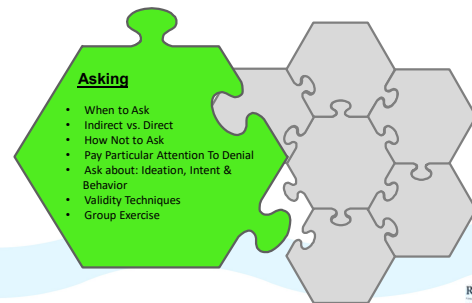 Asking
• When to Ask
• Indirect vs. Direct
• How Not to Ask
• Pay Particular Attention To Denial
• Ask about: Ideation, Intent &
Behavior
• Validity Techniques
• Group Exercise
R